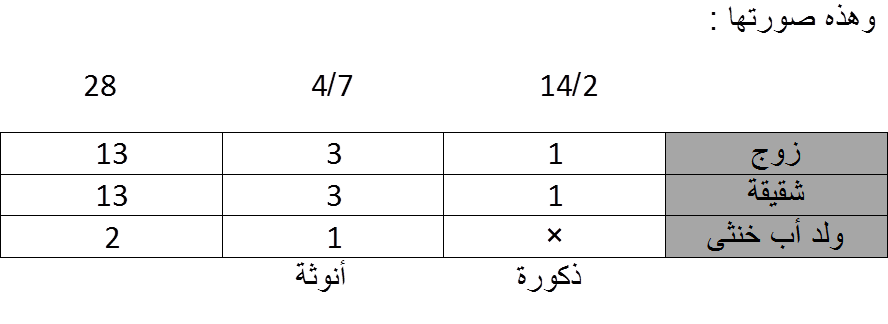 وهذه صورتها :
14/2 4/7 28
زوج 1 3 13
شقيقة 1 3 13
ولد أب خنثى × 1 2
ذكورة أنوثة